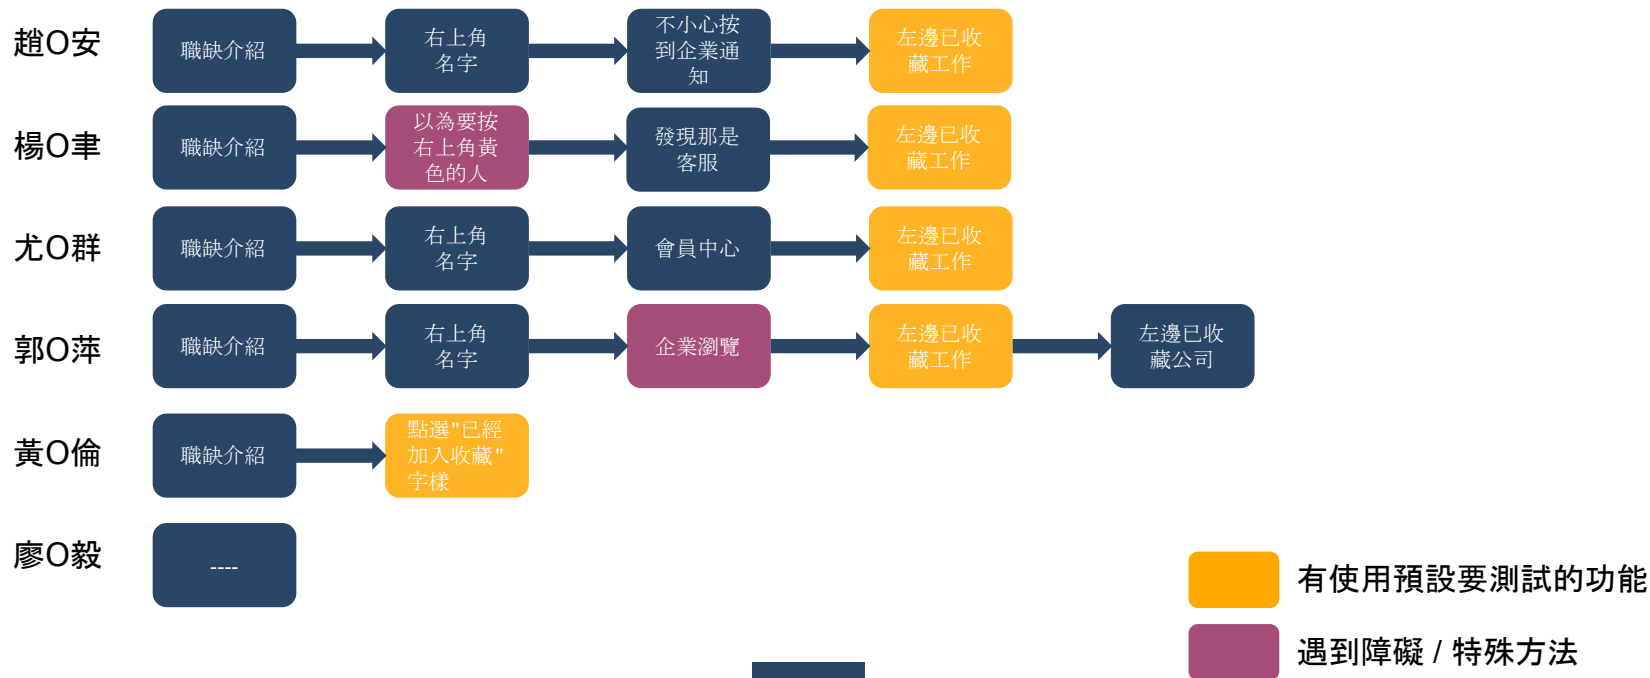 趙O安
職缺介紹
右上角
名字
不小心按
到企業通
知
左邊已收
藏工作
楊O聿
職缺介紹
以為要按
右上角黃
色的人
發現那是
客服
左邊已收
藏工作
尤O群
職缺介紹
右上角
名字
會員中心
左邊已收
藏工作
郭O萍
職缺介紹
右上角
名字
企業瀏覽
左邊已收
藏工作
左邊已收
藏公司
黃O倫
職缺介紹
點選"已經
加入收藏"
字樣
廖O毅
----
有使用預設要測試的功能
遇到障礙 / 特殊方法